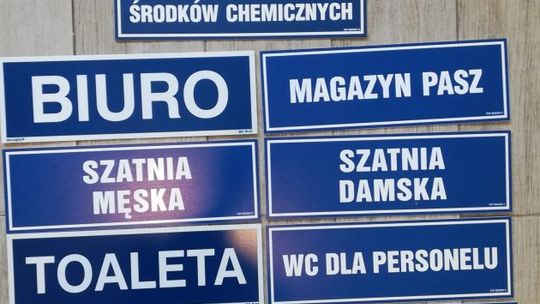 ŚRODKÓW CHEMICZNYCH
BIURO
MAGAZYN PASZ
SZATNIA
MĘSKA
SZATNIA
DAMSKA
TOALETA
WC DLA PERSONELU